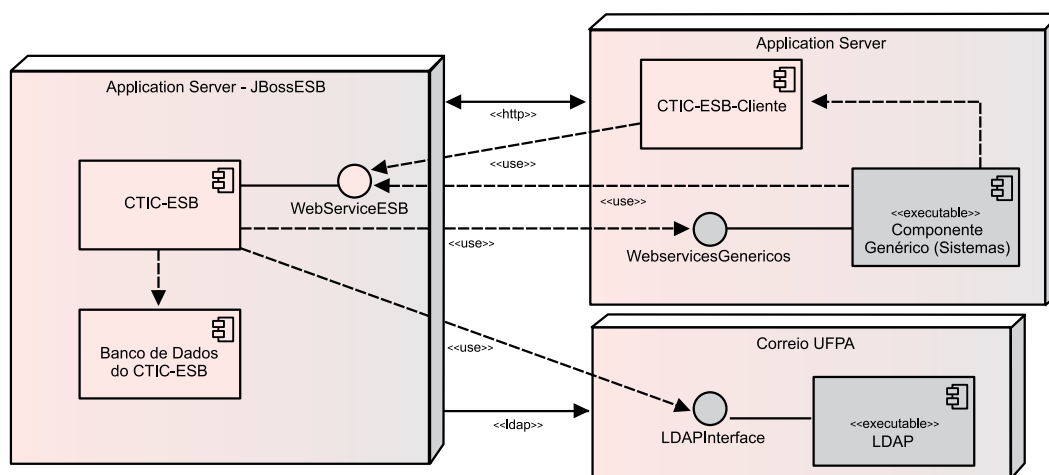 Application Server
Application Server - JBossESB
CTIC-ESB-Cliente
<<http>>
<<use>>
CTIC-ESB
WebServiceESB
<<use>>
<<executable>>
Componente
Genérico (Sistemas)
<<use>>
WebservicesGenericos
Banco de Dados
do CTIC-ESB
<<use>>
Correio UFPA
<<ldap>>
LDAPInterface
<<executable>>
LDAP